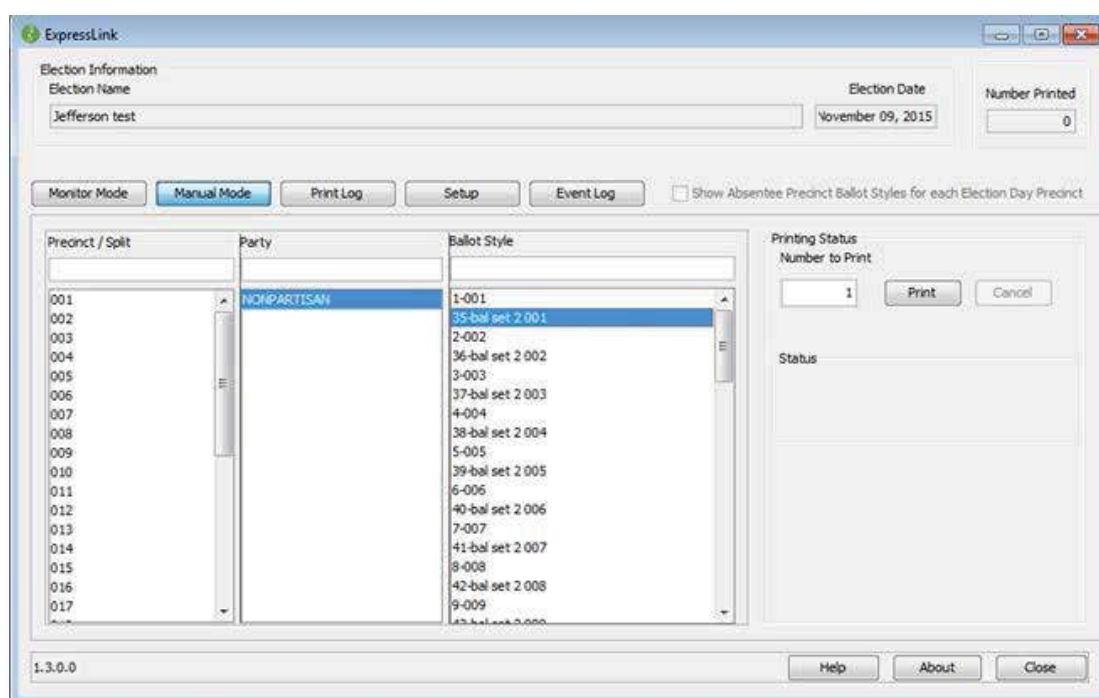 ExpressLink
Election Information
Election Name
Election Date
Number Printed
Jefferson test
November 09, 2015
0
Monitor Mode
Manual Mode
Print Log
Setup
Event Log
Show Absentee Precinct Ballot Styles for each Election Day Precinct
Precinct / Split
Party
Ballot Style
Printing Status
Number to Print
1
Print
Cancel
Status
001
002
003
004
005
006
007
008
009
010
011
012
013
014
015
016
017
NONPARTISAN
1-001
35-bal set 2 001
2-002
36-bal set 2 002
3-003
37-bal set 2 003
4-004
38-bal set 2 004
5-005
39-bal set 2 005
6-006
40-bal set 2 006
7-007
41-bal set 2 007
8-008
42-bal set 2 008
9-009
1.3.0.0
Help
About
Close